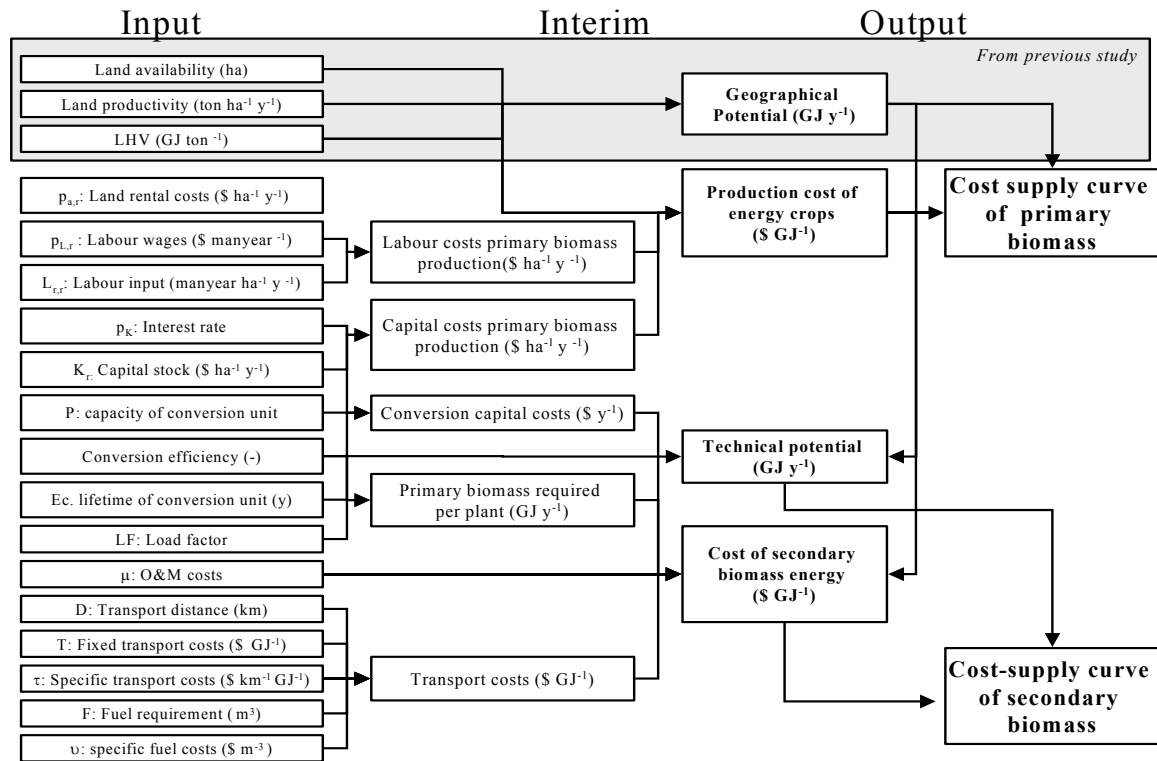 Input
Interim
Output
From previous study
Land availability (ha)
Land productivity (ton ha⁻¹ y⁻¹)
LHV (GJ ton ⁻¹)
Geographical
Potential (GJ y⁻¹)
p_a,r: Land rental costs ($ ha⁻¹ y⁻¹)
p_L,r : Labour wages ($ manyear ⁻¹)
L_r,r: Labour input (manyear ha⁻¹ y ⁻¹)
p_K: Interest rate
K_r: Capital stock ($ ha⁻¹ y⁻¹)
P: capacity of conversion unit
Conversion efficiency (-)
Ec. lifetime of conversion unit (y)
LF: Load factor
μ: O&M costs
D: Transport distance (km)
T: Fixed transport costs ($ GJ⁻¹)
τ: Specific transport costs ($ km⁻¹ GJ⁻¹)
F: Fuel requirement ( m³)
υ: specific fuel costs ($ m⁻³)
Labour costs primary biomass
production($ ha⁻¹ y ⁻¹)
Capital costs primary biomass
production ($ ha⁻¹ y⁻¹)
Conversion capital costs ($ y⁻¹)
Primary biomass required
per plant (GJ y⁻¹)
Transport costs ($ GJ⁻¹)
Production cost of
energy crops
($ GJ⁻¹)
Technical potential
(GJ y⁻¹)
Cost of secondary
biomass energy
($ GJ⁻¹)
Cost supply curve
of primary
biomass
Cost-supply curve
of secondary
biomass